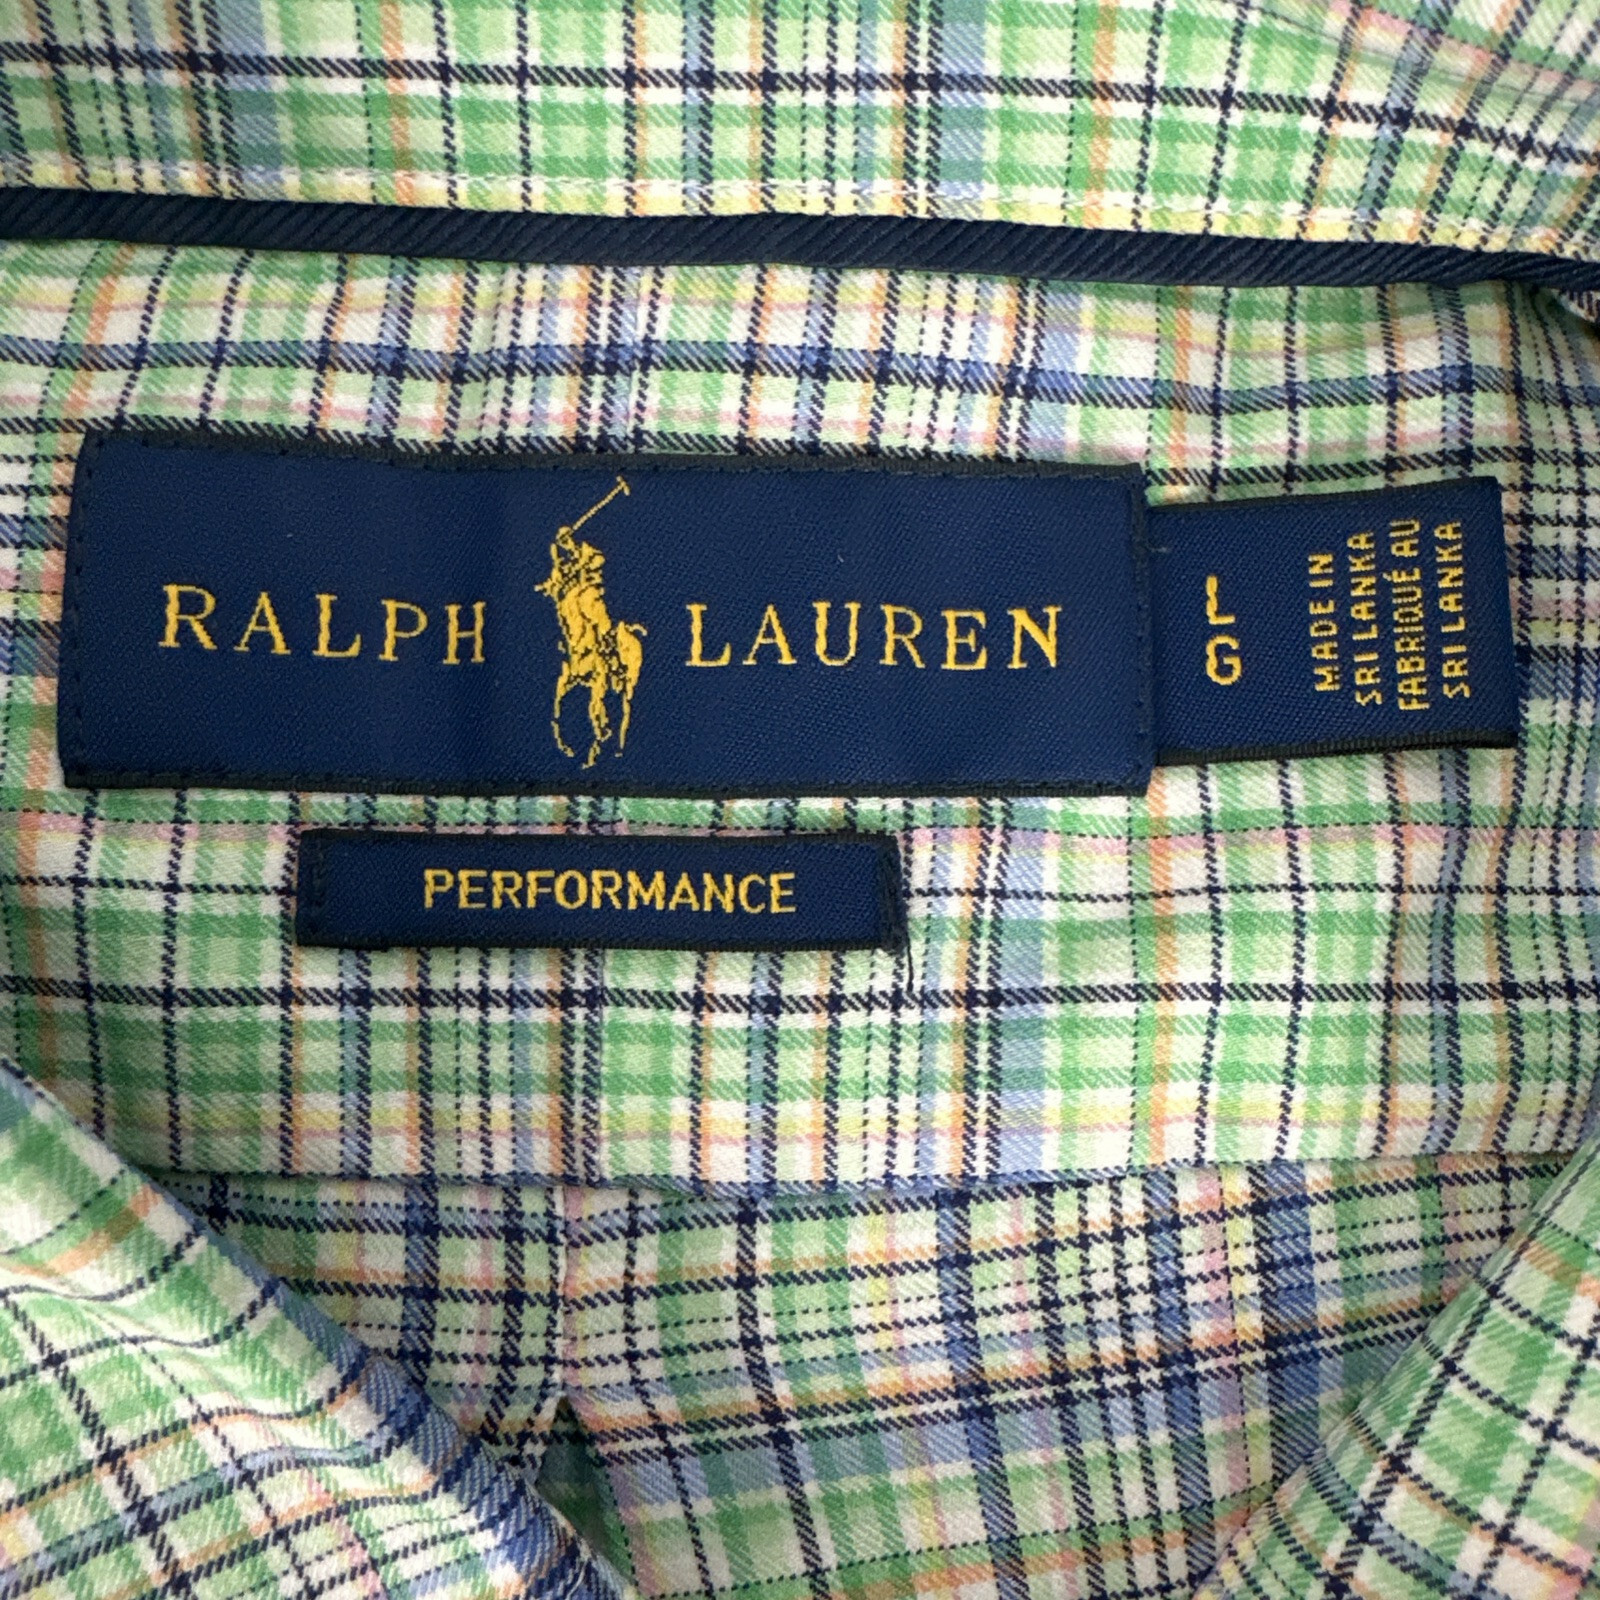 RALPH LAUREN
L
G
MADE IN
SRI LANKA
FABRIQUÉ AU
SRI LANKA
PERFORMANCE